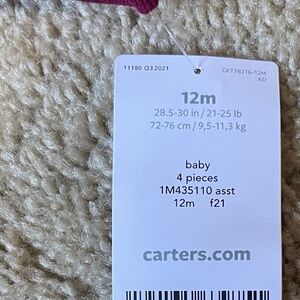 11180 Q3 2021
CKT78216-12M
AD
12m
28.5-30 in / 21-25 lb
72-76 cm / 9,5-11,3 kg
baby
4 pieces
1M435110 asst
12m f21
carters.com